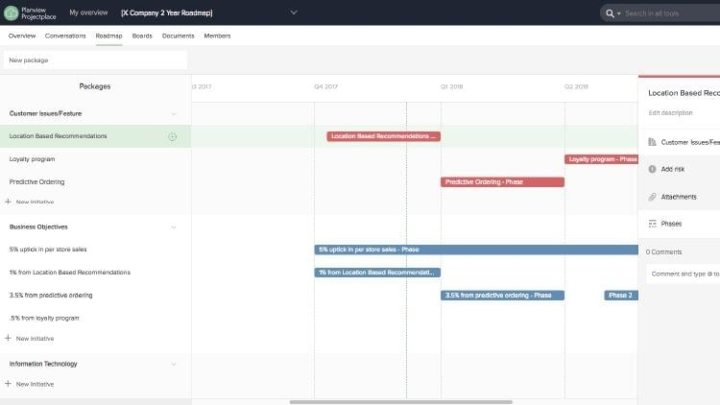 Planview
Projectplace
My overview
[X Company 2 Year Roadmap]
Search in all tools
Overview
Conversations
Roadmap
Boards
Documents
Members
New package
Packages
3 2017
Q4 2017
Q1 2018
Q2 2018
Customer Issues/Feature
Location Based Recommendations
Location Based Recommendations ...
Loyalty program
Loyalty program - Phase
Predictive Ordering
Predictive Ordering - Phase
+ New Initiative
Business Objectives
5% uptick in per store sales
5% uptick in per store sales - Phase
1% from Location Based Recommendations
1% from Location Based Recommendati...
3.5% from predictive ordering
3.5% from predictive ordering - Phase
Phase 2
.5% from loyalty program
+ New Initiative
Information Technology
+ New Initiative
Location Based Reco
Edit description
Customer Issues/Fea
Add risk
Attachments
Phases
0 Comments
Comment and type @ to